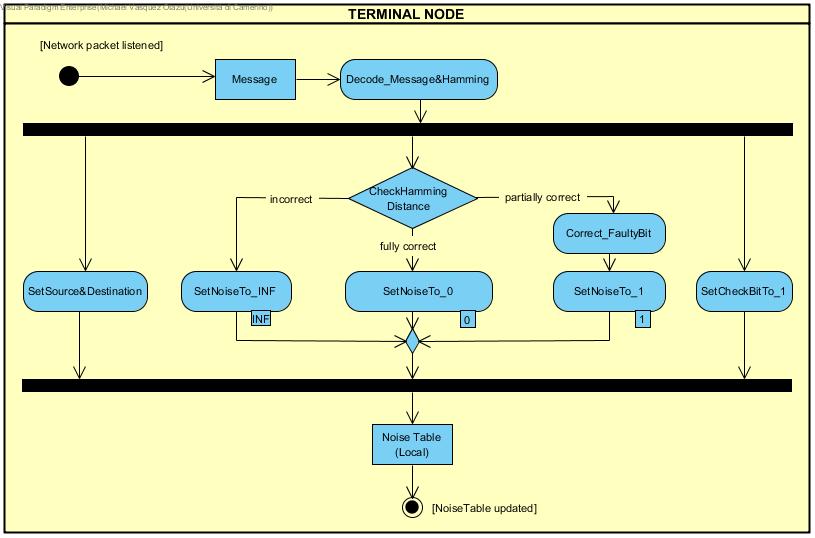 Visual Paradigm Enterprise(Michael Vasquez Otazu(Universita di Camerino))
TERMINAL NODE
[Network packet listened]
Message
Decode_Message&Hamming
CheckHamming
Distance
incorrect
partially correct
fully correct
Correct_FaultyBit
SetSource&Destination
SetNoiseTo_INF
SetNoiseTo_0
SetNoiseTo_1
SetCheckBitTo_1
INF
0
1
Noise Table
(Local)
[NoiseTable updated]